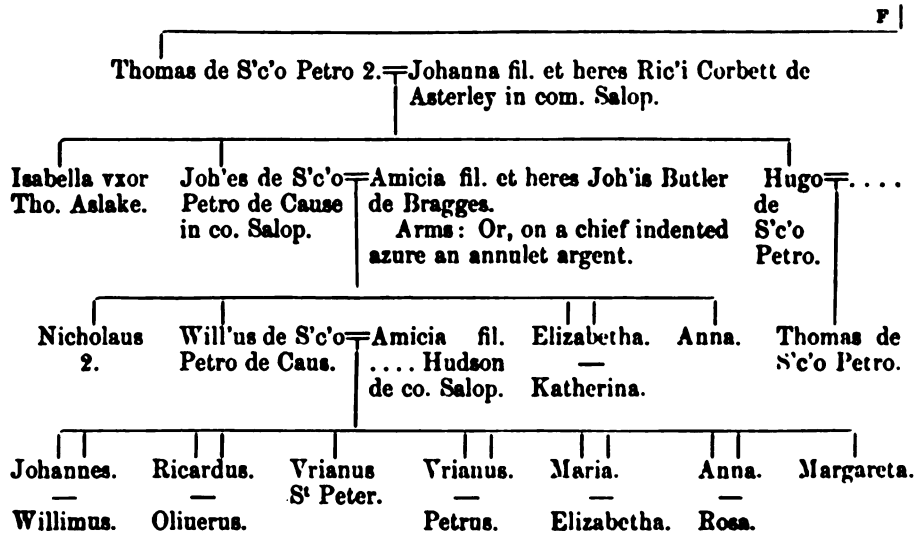 F
Thomas de S'c'o Petro 2.=Johanna fil. et heres Ric'i Corbett de
Asterley in com. Salop.
Isabella vxor
Tho. Aslake.
Joh'es de S'c'o
Petro de Cause
in co. Salop.
=Amicia fil. et heres Joh'is Butler
de Bragges.
Arms: Or, on a chief indented
azure an annulet argent.
Hugo=....
de
S'c'o
Petro.
Nicholaus
2.
Will'us de S'c'o
Petro de Caus.
=Amicia fil.
.... Hudson
de co. Salop.
Elizabetha.
—
Katherina.
Anna.
Thomas de
S'c'o Petro.
Johannes.
—
Willimus.
Ricardus.
—
Oliuerus.
Vrianus
St Peter.
Vrianus.
—
Petrus.
Maria.
—
Elizabetha.
Anna.
—
Rosa.
Margareta.